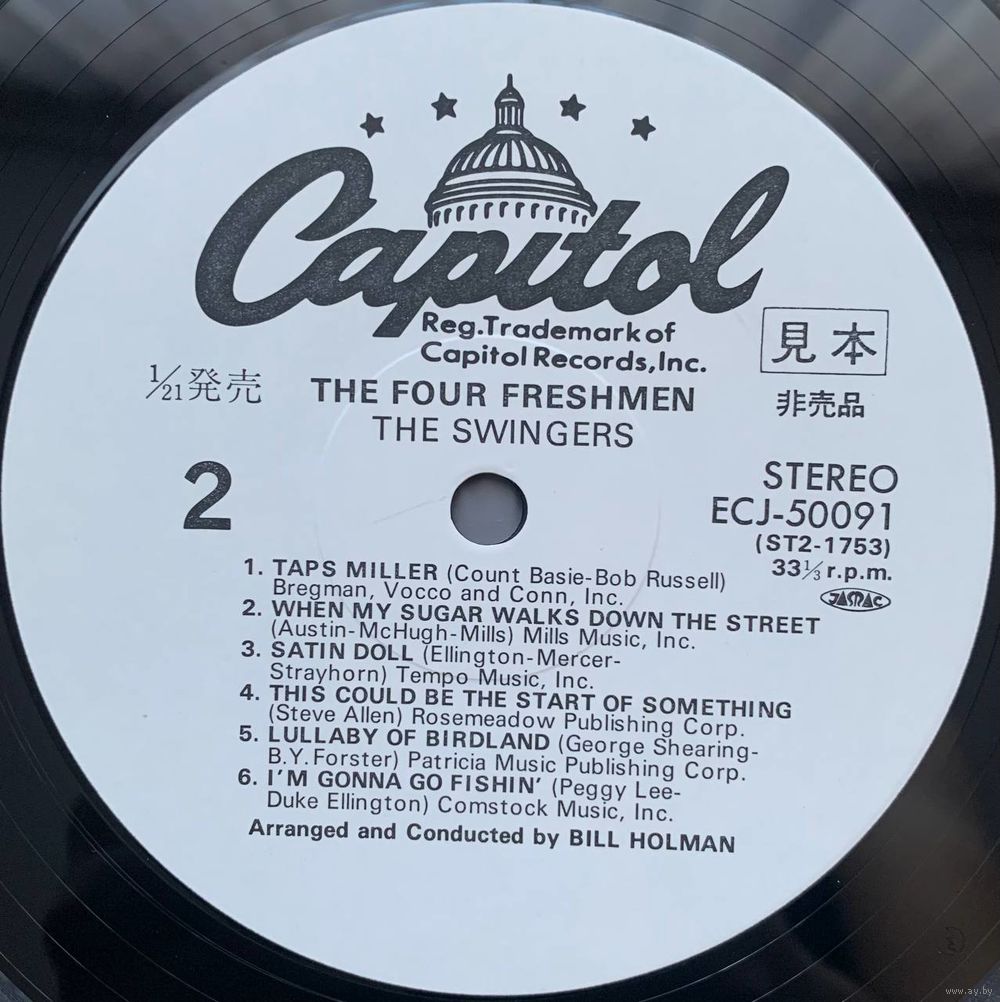 Capitol
Reg.Trademark of
Capitol Records,Inc.
見本
非売品
1/21発売
THE FOUR FRESHMEN
THE SWINGERS
2
STEREO
ECJ-50091
(ST2-1753)
33⅓ r.p.m.
JASRAC
1. TAPS MILLER (Count Basie-Bob Russell)
Bregman, Vocco and Conn, Inc.
2. WHEN MY SUGAR WALKS DOWN THE STREET
(Austin-McHugh-Mills) Mills Music, Inc.
3. SATIN DOLL (Ellington-Mercer-
Strayhorn) Tempo Music, Inc.
4. THIS COULD BE THE START OF SOMETHING
(Steve Allen) Rosemeadow Publishing Corp.
5. LULLABY OF BIRDLAND (George Shearing-
B.Y.Forster) Patricia Music Publishing Corp.
6. I'M GONNA GO FISHIN' (Peggy Lee-
Duke Ellington) Comstock Music, Inc.
Arranged and Conducted by BILL HOLMAN
www.ay.by